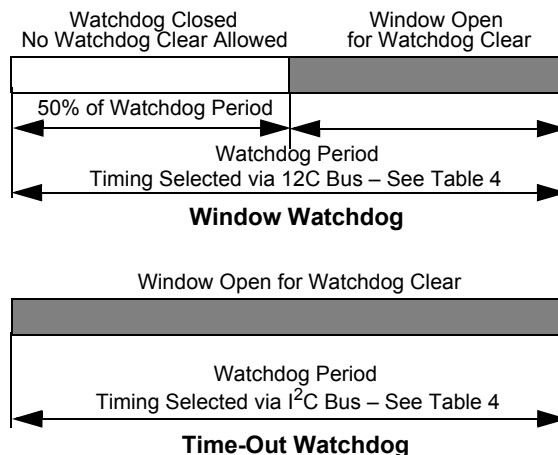 Watchdog Closed
No Watchdog Clear Allowed
Window Open
for Watchdog Clear
50% of Watchdog Period
Watchdog Period
Timing Selected via 12C Bus – See Table 4
Window Watchdog
Window Open for Watchdog Clear
Watchdog Period
Timing Selected via I²C Bus – See Table 4
Time-Out Watchdog